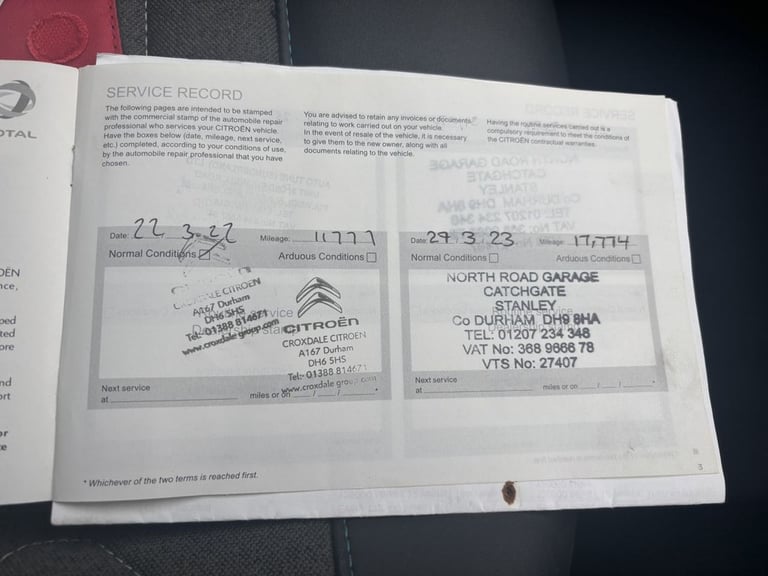 OTAL
SERVICE RECORD
The following pages are intended to be stamped
with the commercial stamp of the automobile repair
professional who services your CITROËN vehicle.
Have the boxes below (date, mileage, next service,
etc.) completed, according to your conditions of use,
by the automobile repair professional that you have
chosen.
You are advised to retain any invoices or documents
relating to work carried out on your vehicle.
In the event of resale of the vehicle, it is necessary
to give them to the new owner, along with all
documents relating to the vehicle.
Having the routine services carried out is a
compulsory requirement to meet the conditions of
the CITROËN contractual warranties.
Date: 22.3.22 Mileage: 11,777
Normal Conditions Arduous Conditions
CROXDALE CITROEN
A167 Durham
DH6 5HS
Tel: 01388 814671
www.croxdalegroup.com
CITROËN
CROXDALE CITROEN
A167 Durham
DH6 5HS
Tel:- 01388 814671
www.croxdalegroup.com
Next service
at miles or on / / *
Date: 29.3.23 Mileage: 17,774
Normal Conditions Arduous Conditions
NORTH ROAD GARAGE
CATCHGATE
STANLEY
Co DURHAM DH9 8HA
TEL: 01207 234 348
VAT No: 368 9666 78
VTS No: 27407
Next service
at miles or on / / *
* Whichever of the two terms is reached first.
3